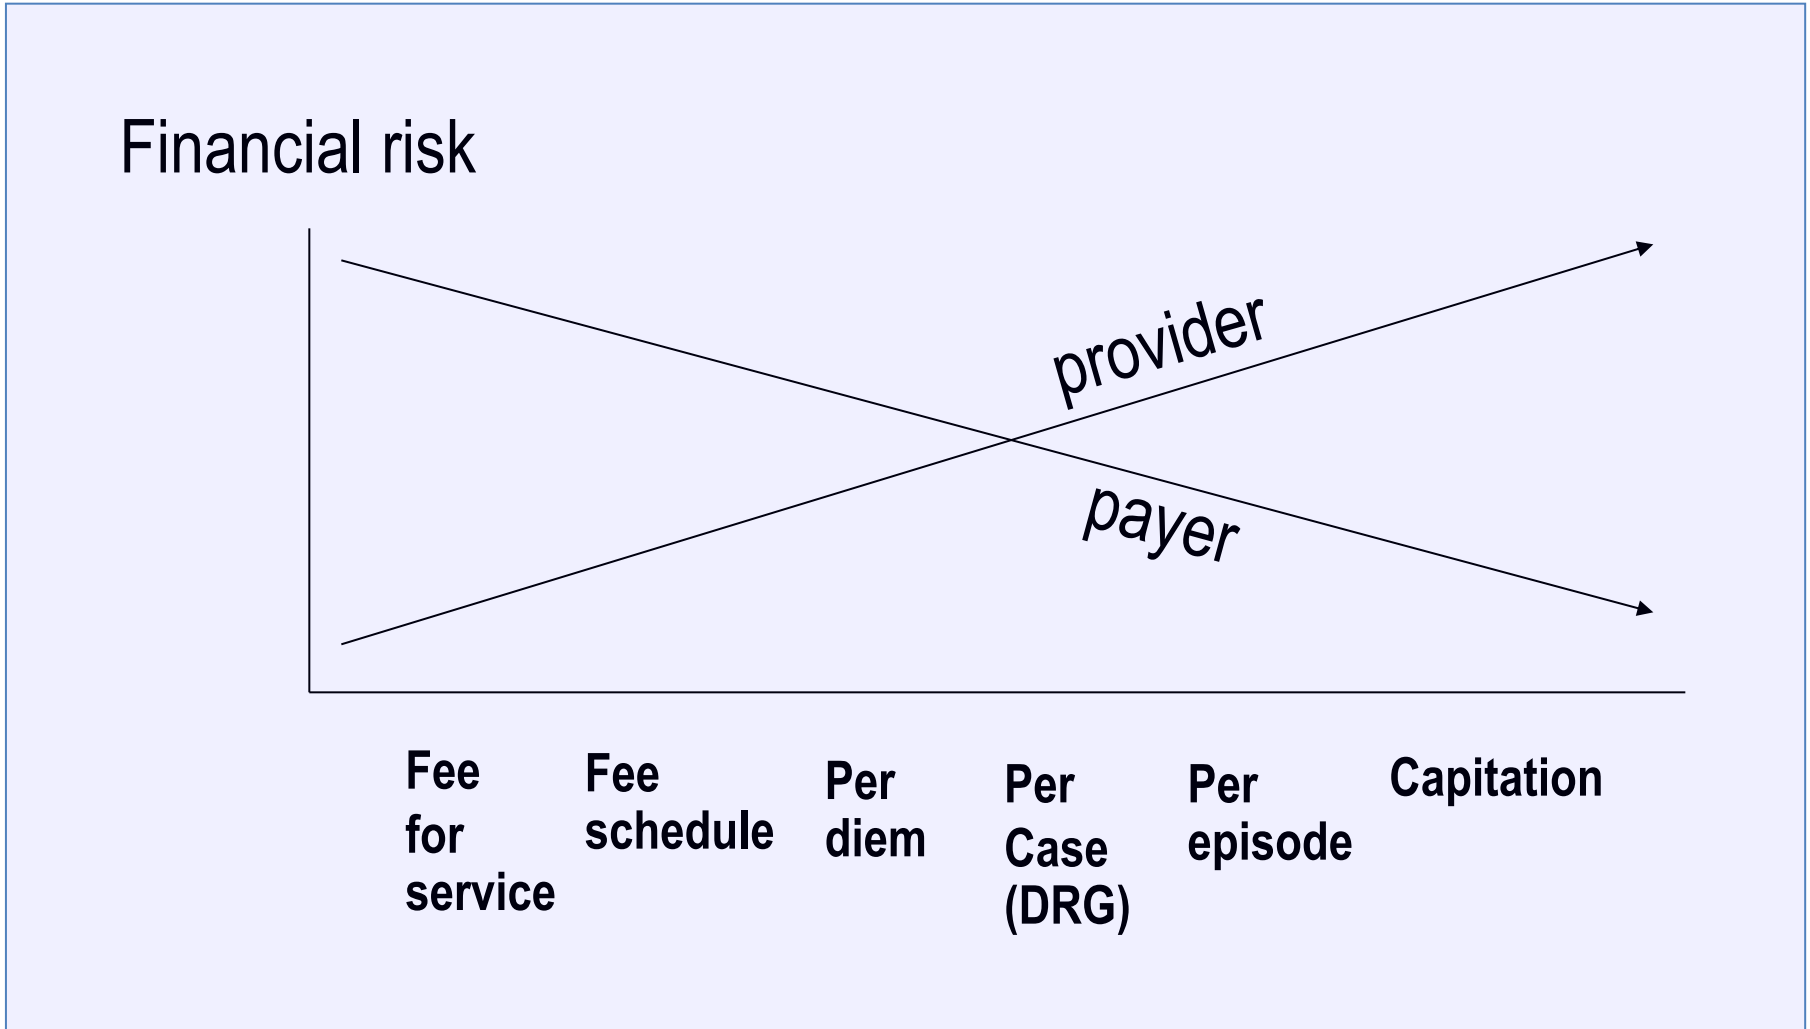 Financial risk
provider
payer
Fee
for
service
Fee
schedule
Per
diem
Per
Case
(DRG)
Per
episode
Capitation